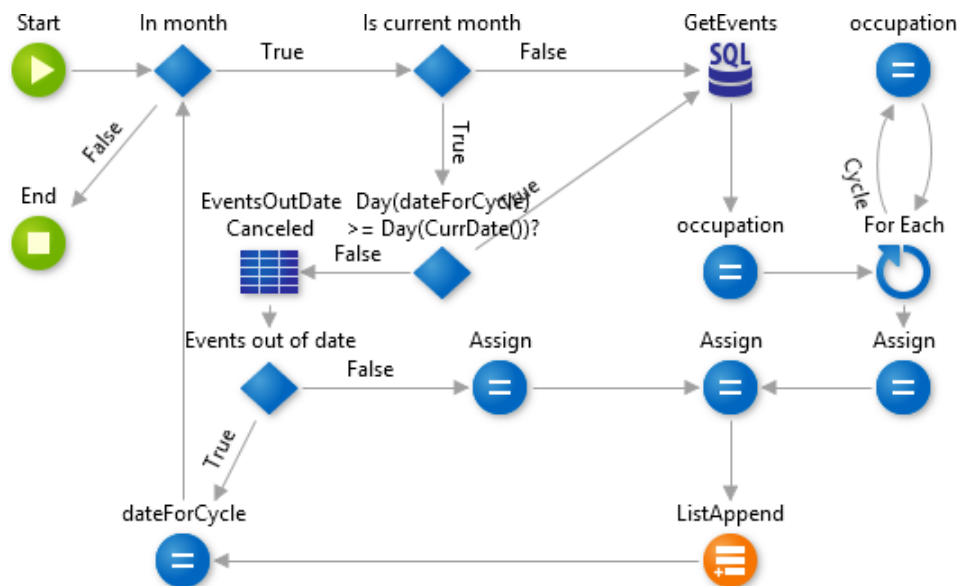 Start
In month
Is current month
GetEvents
occupation
True
False
SQL
False
True
Cycle
End
EventsOutDate
Canceled
Day(dateForCycle)
>= Day(CurrDate())?
True
False
occupation
For Each
Events out of date
Assign
Assign
Assign
False
True
dateForCycle
ListAppend